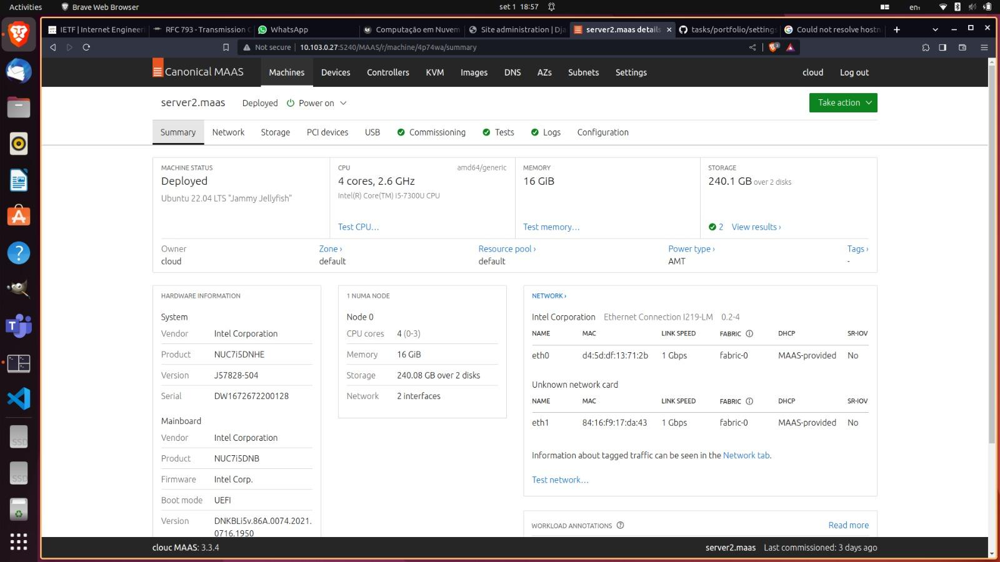 Activities
Brave Web Browser
set 1 18:57
en₁
IETF | Internet Engineeri
RFC 793 - Transmission C
WhatsApp
Computação em Nuvem
Site administration | Dja
server2.maas details
tasks/portfolio/settings
Could not resolve hostn
Not secure
10.103.0.27:5240/MAAS/r/machine/4p74wa/summary
Canonical MAAS
Machines
Devices
Controllers
KVM
Images
DNS
AZs
Subnets
Settings
cloud
Log out
server2.maas
Deployed
Power on
Take action
Summary
Network
Storage
PCI devices
USB
Commissioning
Tests
Logs
Configuration
MACHINE STATUS
Deployed
Ubuntu 22.04 LTS "Jammy Jellyfish"
CPU
amd64/generic
4 cores, 2.6 GHz
Intel(R) Core(TM) i5-7300U CPU
Test CPU…
MEMORY
16 GiB
Test memory…
STORAGE
240.1 GB over 2 disks
2 View results ›
Owner
cloud
Zone ›
default
Resource pool ›
default
Power type ›
AMT
Tags ›
-
HARDWARE INFORMATION
System
Vendor Intel Corporation
Product NUC7i5DNHE
Version J57828-504
Serial DW1672672200128
Mainboard
Vendor Intel Corporation
Product NUC7i5DNB
Firmware Intel Corp.
Boot mode UEFI
Version DNKBLi5v.86A.0074.2021.
0716.1950
1 NUMA NODE
Node 0
CPU cores 4 (0-3)
Memory 16 GiB
Storage 240.08 GB over 2 disks
Network 2 interfaces
NETWORK ›
Intel Corporation Ethernet Connection I219-LM 0.2-4
NAME MAC LINK SPEED FABRIC DHCP SR-IOV
eth0 d4:5d:df:13:71:2b 1 Gbps fabric-0 MAAS-provided No
Unknown network card
NAME MAC LINK SPEED FABRIC DHCP SR-IOV
eth1 84:16:f9:17:da:43 1 Gbps fabric-0 MAAS-provided No
Information about tagged traffic can be seen in the Network tab.
Test network…
WORKLOAD ANNOTATIONS
Read more
clouc MAAS: 3.3.4
server2.maas Last commissioned: 3 days ago
SSD
SSD